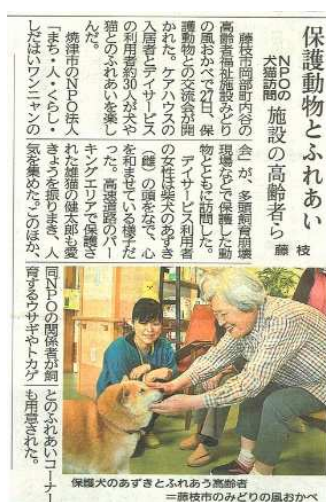 保護動物とふれあい
NPOの
犬猫訪問
施設の高齢者ら
藤枝
藤枝市岡部町内谷の
高齢者福祉施設みどり
の風おかべで27日、保
護動物との交流会が開
かれた。ケアハウスの
入居者とデイサービス
の利用者約30人が犬や
猫とのふれあいを楽し
んだ。
焼津市のNPO法人
「まち・人・くらし・
しだはいワンニャンの
会」が、多頭飼育崩壊
現場などで保護した動
物とともに訪問した。
デイサービス利用者
の女性は柴犬のあずき
(雌)の頭をなで、心
を和ませている様子だ
った。高速道路のパー
キングエリアで保護さ
れた雄猫の健太郎も愛
きょうを振りまき、人
気を集めた。このほか、
同NPOの関係者が飼
育するウサギやトカゲ
とのふれあいコーナー
も用意された。
保護犬のあずきとふれあう高齢者
=藤枝市のみどりの風おかべ